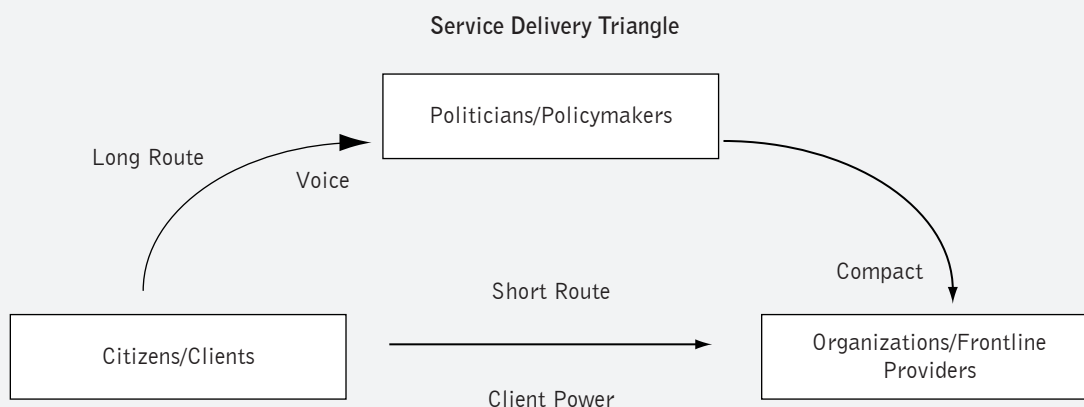 Service Delivery Triangle
Politicians/Policymakers
Long Route
Voice
Compact
Short Route
Citizens/Clients
Organizations/Frontline
Providers
Client Power